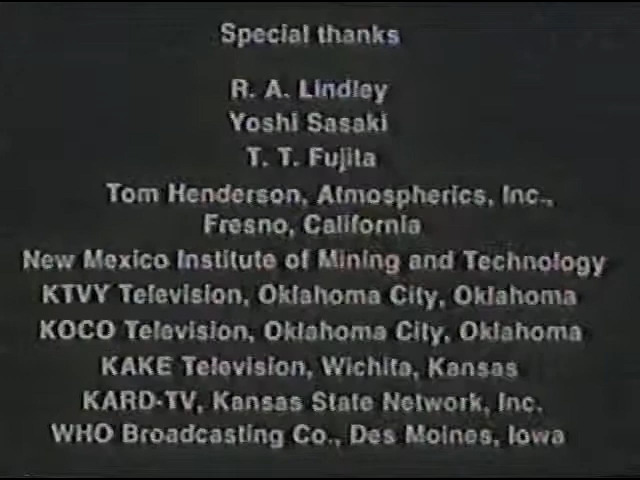 Special thanks
R. A. Lindley
Yoshi Sasaki
T. T. Fujita
Tom Henderson, Atmospherics, Inc.,
Fresno, California
New Mexico Institute of Mining and Technology
KTVY Television, Oklahoma City, Oklahoma
KOCO Television, Oklahoma City, Oklahoma
KAKE Television, Wichita, Kansas
KARD-TV, Kansas State Network, Inc.
WHO Broadcasting Co., Des Moines, Iowa